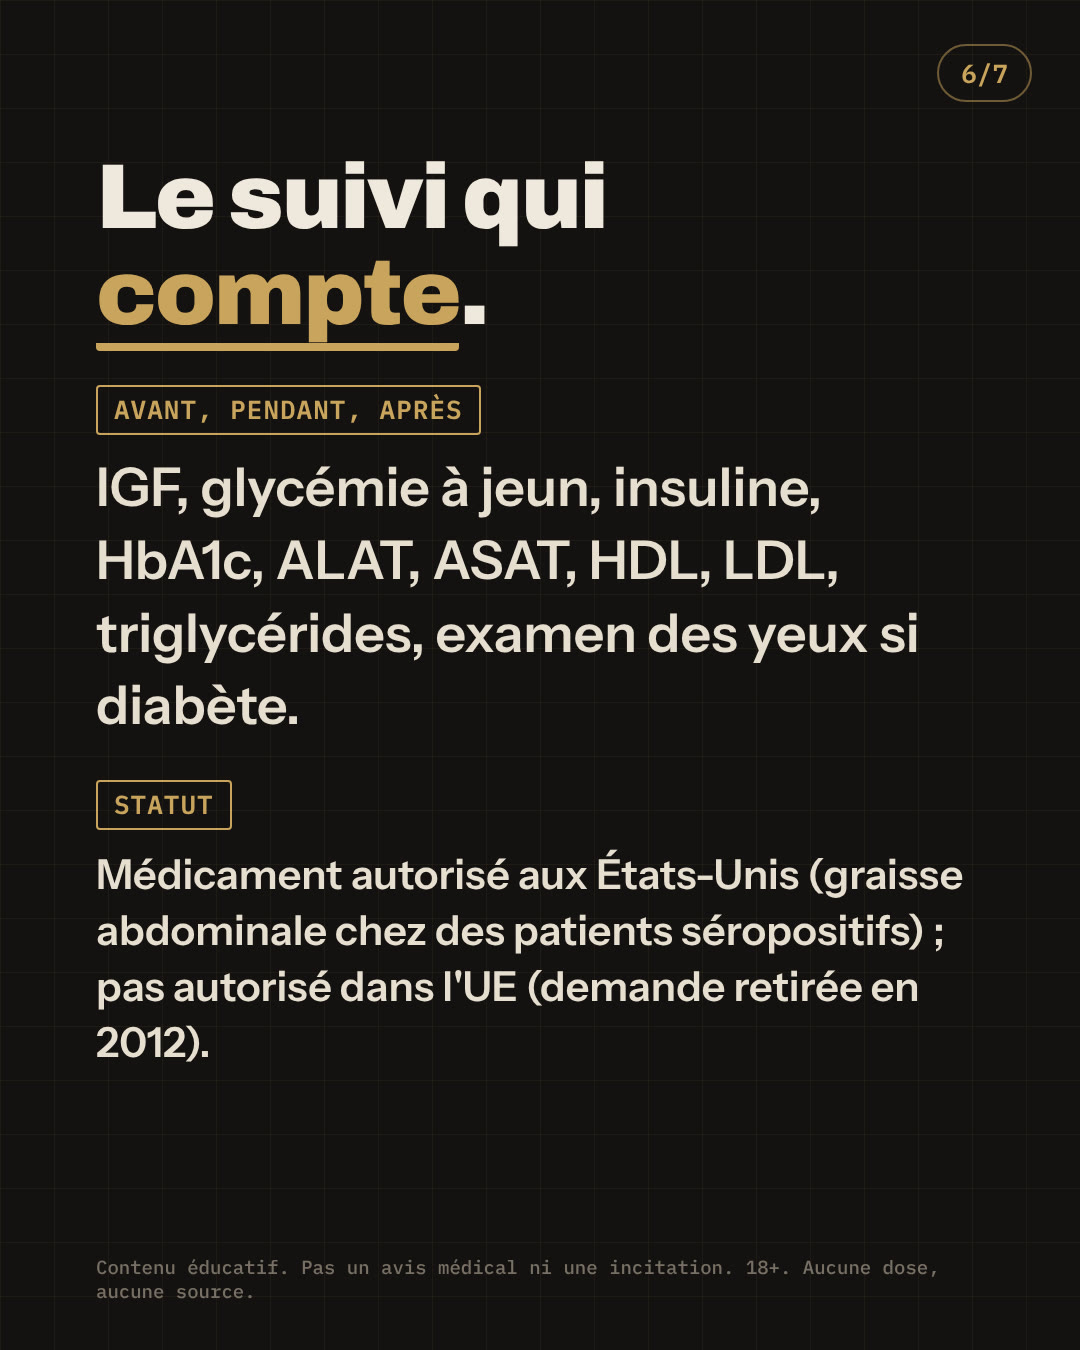 6/7
Le suivi qui
compte.
AVANT, PENDANT, APRÈS
IGF, glycémie à jeun, insuline,
HbA1c, ALAT, ASAT, HDL, LDL,
triglycérides, examen des yeux si
diabète.
STATUT
Médicament autorisé aux États-Unis (graisse
abdominale chez des patients séropositifs) ;
pas autorisé dans l'UE (demande retirée en
2012).
Contenu éducatif. Pas un avis médical ni une incitation. 18+. Aucune dose,
aucune source.